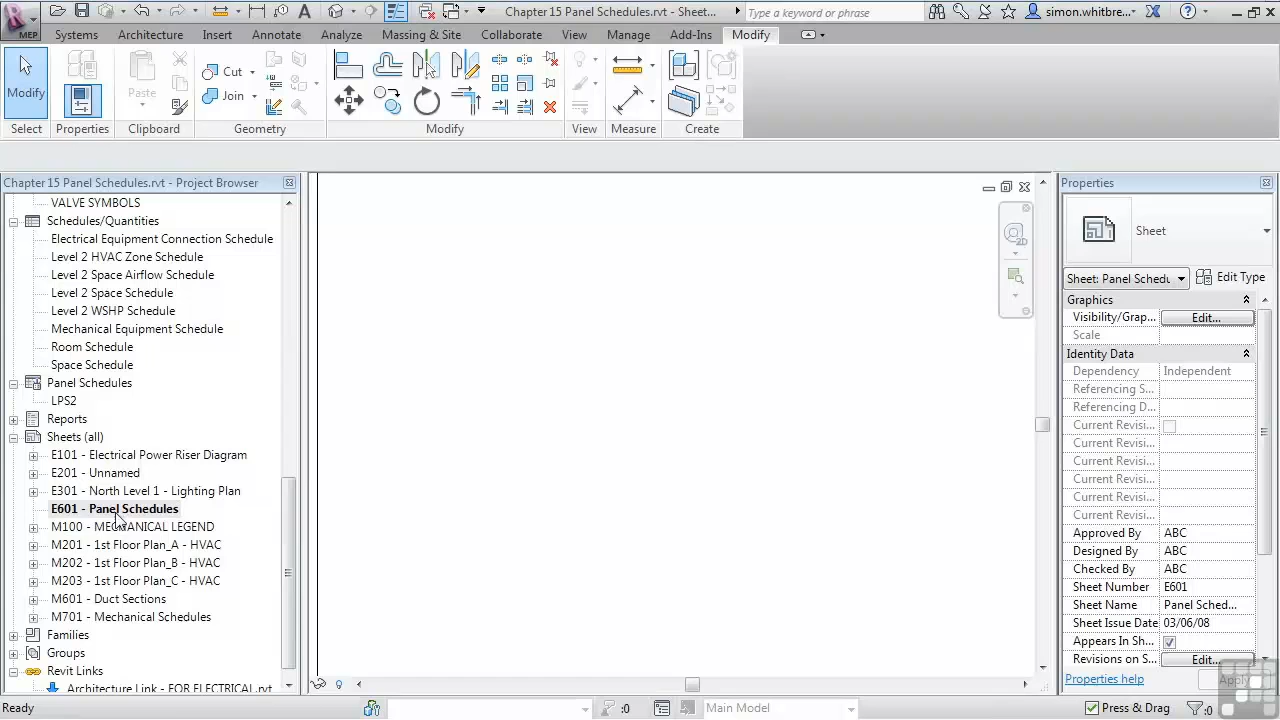 Chapter 15 Panel Schedules.rvt - Sheet...
Type a keyword or phrase
simon.whitbre...
MEP
Systems
Architecture
Insert
Annotate
Analyze
Massing & Site
Collaborate
View
Manage
Add-Ins
Modify
Modify
Paste
Cut
Join
Select
Properties
Clipboard
Geometry
Modify
View
Measure
Create
Chapter 15 Panel Schedules.rvt - Project Browser
VALVE SYMBOLS
Schedules/Quantities
Electrical Equipment Connection Schedule
Level 2 HVAC Zone Schedule
Level 2 Space Airflow Schedule
Level 2 Space Schedule
Level 2 WSHP Schedule
Mechanical Equipment Schedule
Room Schedule
Space Schedule
Panel Schedules
LPS2
Reports
Sheets (all)
E101 - Electrical Power Riser Diagram
E201 - Unnamed
E301 - North Level 1 - Lighting Plan
E601 - Panel Schedules
M100 - MECHANICAL LEGEND
M201 - 1st Floor Plan_A - HVAC
M202 - 1st Floor Plan_B - HVAC
M203 - 1st Floor Plan_C - HVAC
M601 - Duct Sections
M701 - Mechanical Schedules
Families
Groups
Revit Links
Architecture Link - FOR ELECTRICAL.rvt
2D
Properties
Sheet
Sheet: Panel Schedu
Edit Type
Graphics
Visibility/Grap... Edit...
Scale
Identity Data
Dependency Independent
Referencing S...
Referencing D...
Current Revisi...
Current Revisi...
Current Revisi...
Current Revisi...
Current Revisi...
Current Revisi...
Approved By ABC
Designed By ABC
Checked By ABC
Sheet Number E601
Sheet Name Panel Sched...
Sheet Issue Date 03/06/08
Appears In Sh...
Revisions on S... Edit...
Properties help
Apply
Ready
:0
Main Model
Press & Drag
:0